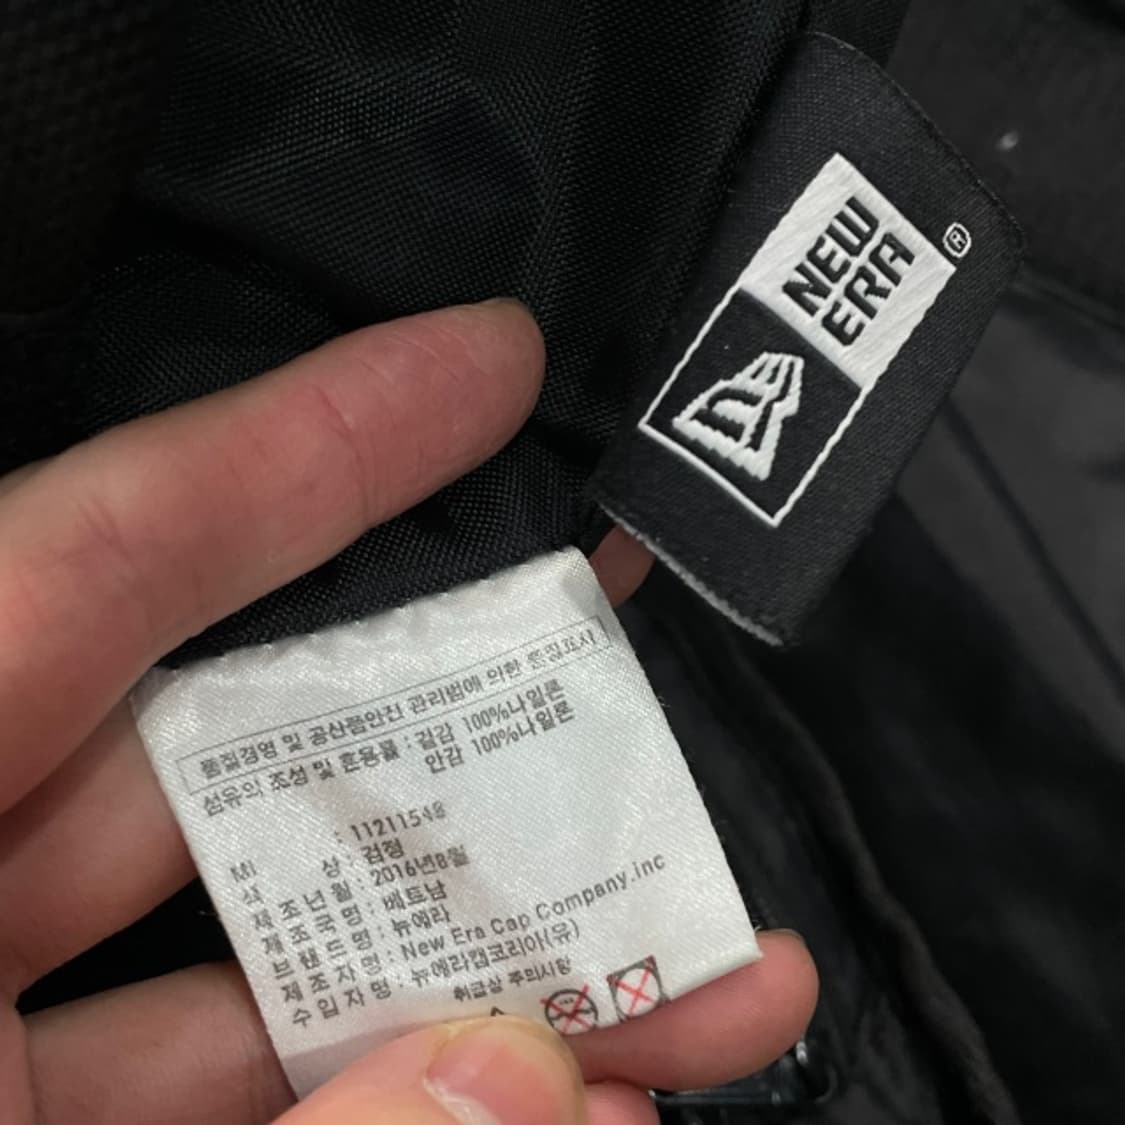 NEW
ERA
®
품질경영 및 공산품안전 관리법에 의한 품질표시
섬유의 조성 및 혼용률 : 겉감 100%나일론
안감 100%나일론
MI : 11211548
색 상 : 검정
제 조 년 월 : 2016년8월
제 조 국 명 : 베트남
브 랜 드 명 : 뉴에라
제 조 자 명 : New Era Cap Company.inc
수 입 자 명 : 뉴에라캡코리아(유)
취급상 주의사항